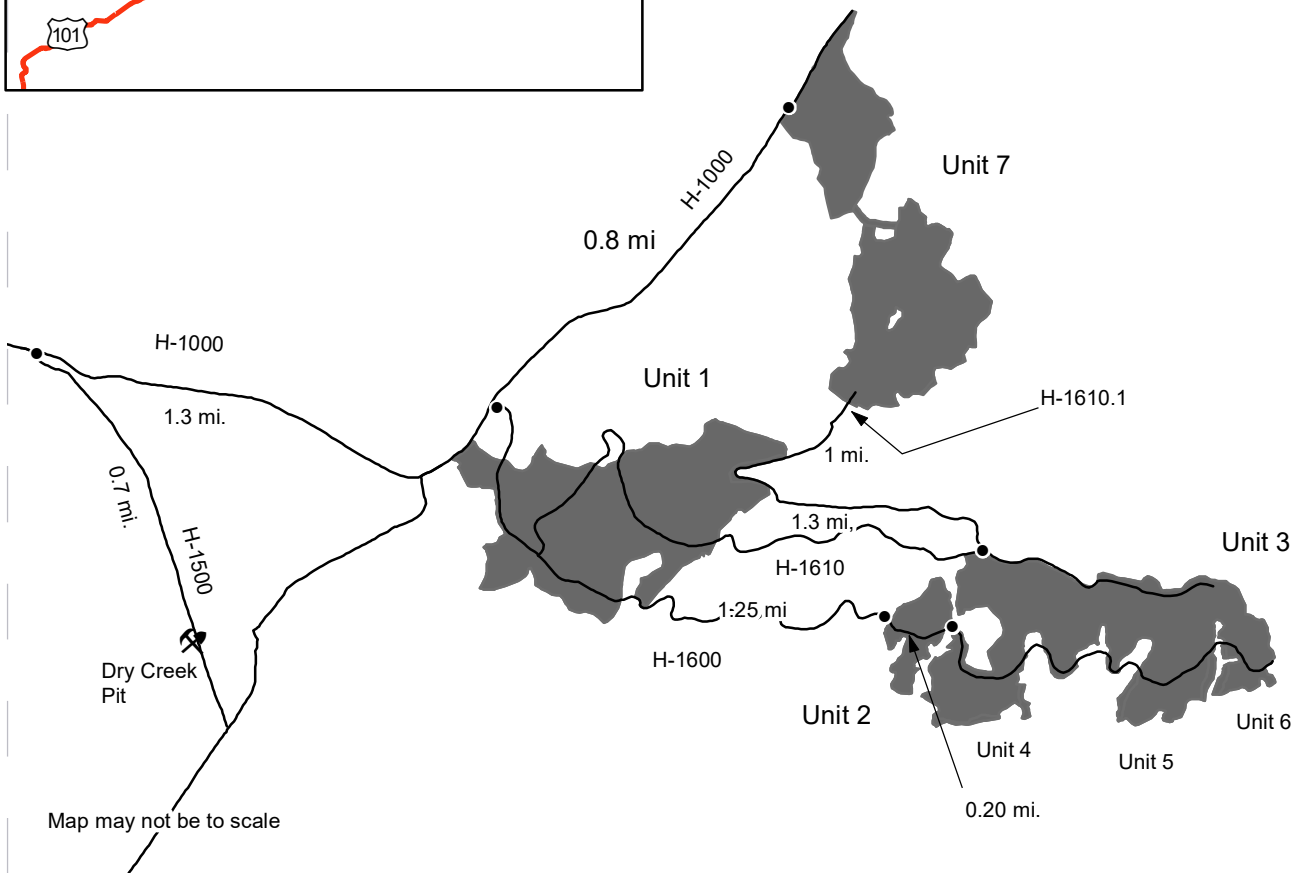 101
Unit 7
H-1000
0.8 mi
H-1000
Unit 1
H-1610.1
1.3 mi.
1 mi.
0.7 mi.
1.3 mi,
H-1500
Unit 3
H-1610
1.25 mi
H-1600
Dry Creek
Pit
Unit 2
Unit 6
Unit 4
Unit 5
0.20 mi.
Map may not be to scale